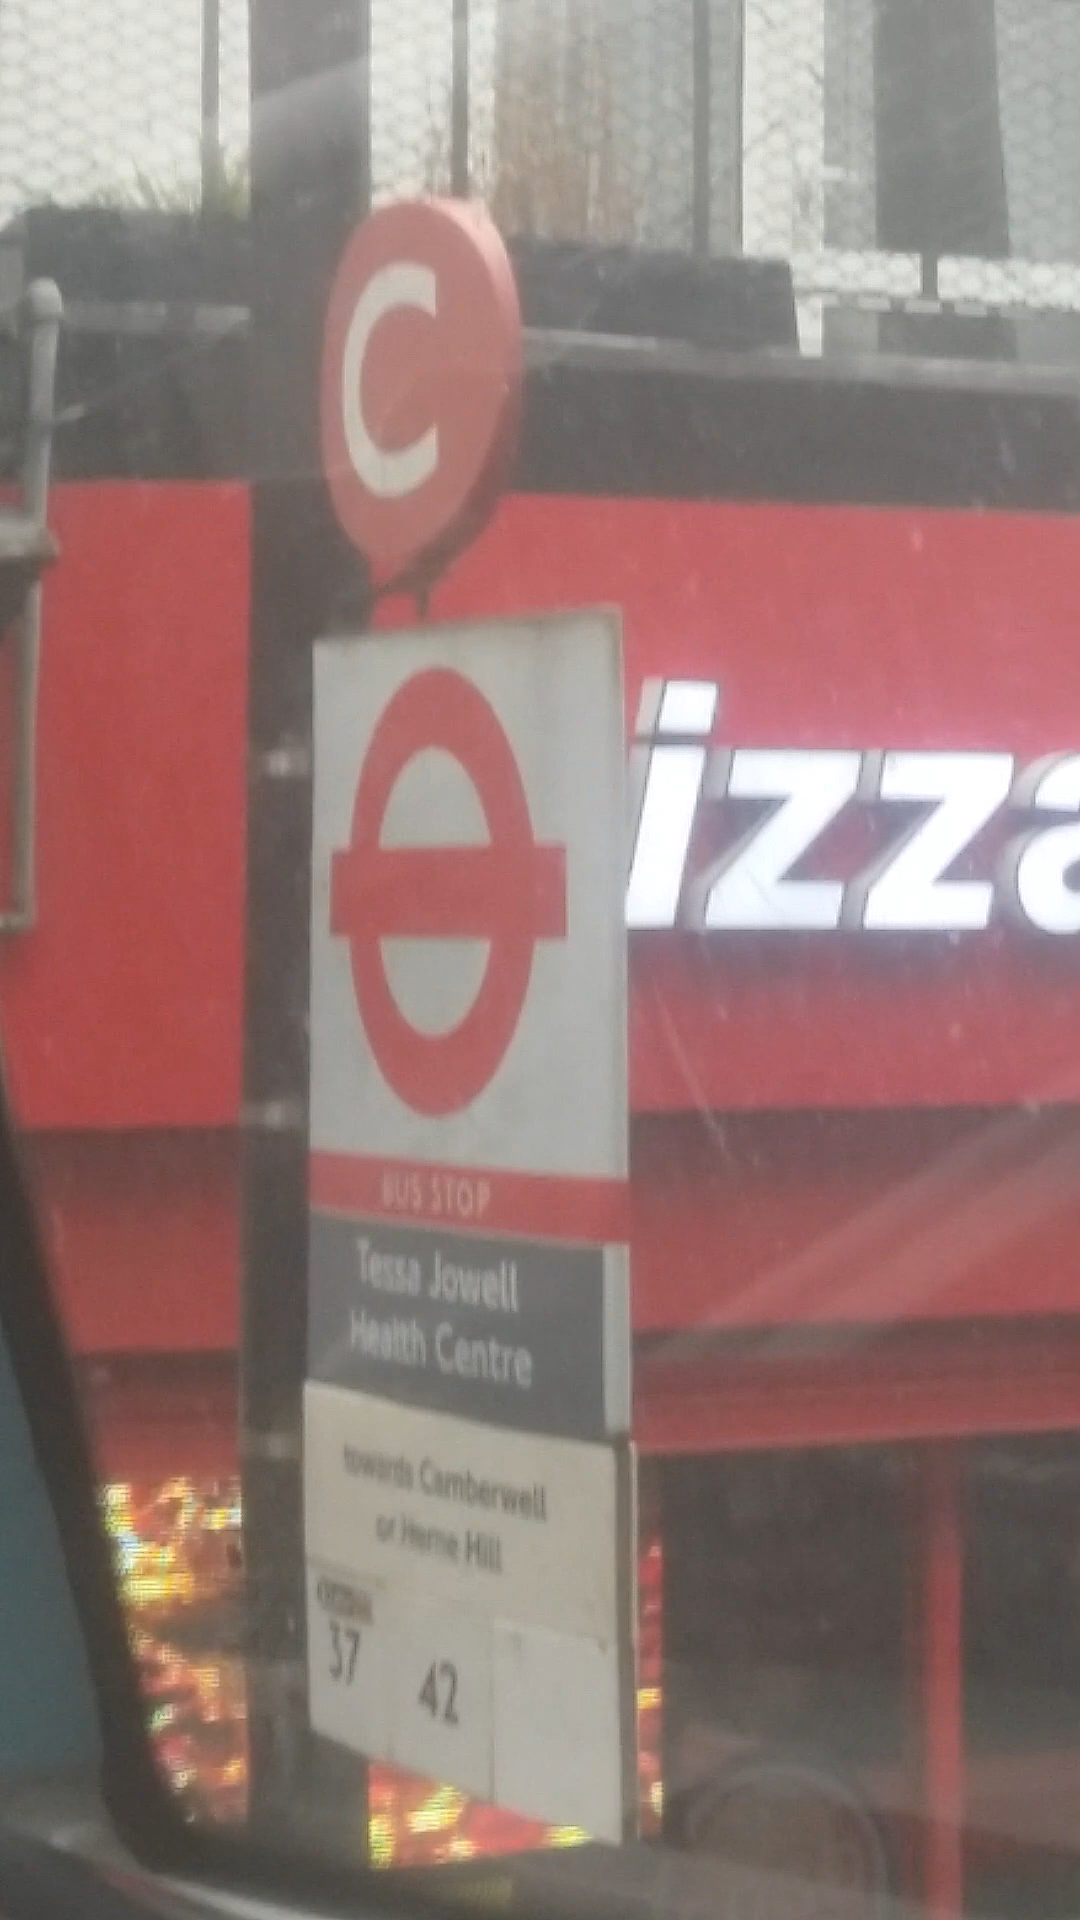 C
izza
BUS STOP
Tessa Jowell
Health Centre
towards Camberwell
or Herne Hill
37
42